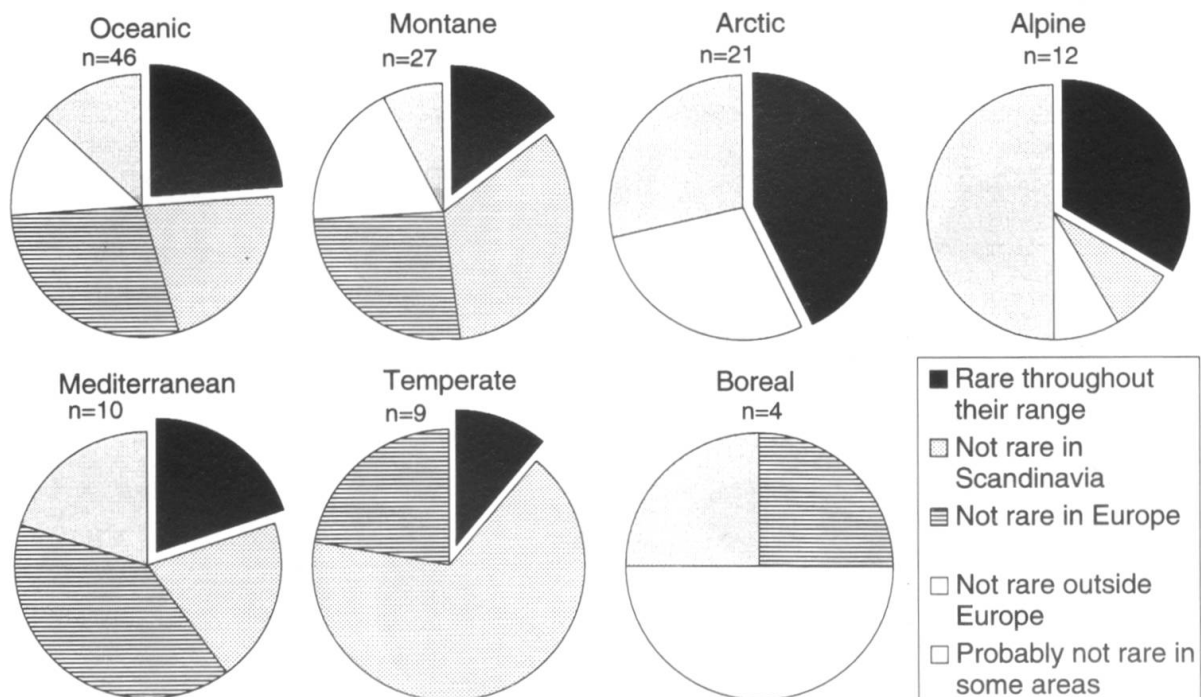 Oceanic
n=46
Montane
n=27
Arctic
n=21
Alpine
n=12
Mediterranean
n=10
Temperate
n=9
Boreal
n=4
Rare throughout
their range
Not rare in
Scandinavia
Not rare in Europe
Not rare outside
Europe
Probably not rare in
some areas